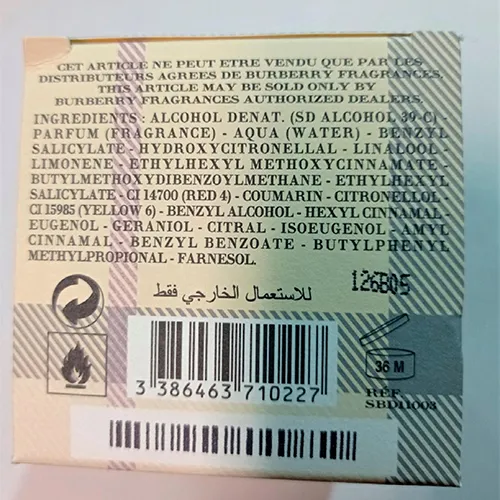 CET ARTICLE NE PEUT ETRE VENDU QUE PAR LES
DISTRIBUTEURS AGREES DE BURBERRY FRAGRANCES.
THIS ARTICLE MAY BE SOLD ONLY BY
BURBERRY FRAGRANCES AUTHORIZED DEALERS.
INGREDIENTS : ALCOHOL DENAT. (SD ALCOHOL 39-C) -
PARFUM (FRAGRANCE) - AQUA (WATER) - BENZYL
SALICYLATE - HYDROXYCITRONELLAL - LINALOOL -
LIMONENE - ETHYLHEXYL METHOXYCINNAMATE -
BUTYLMETHOXYDIBENZOYLMETHANE - ETHYLHEXYL
SALICYLATE - CI 14700 (RED 4) - COUMARIN - CITRONELLOL -
CI 15985 (YELLOW 6) - BENZYL ALCOHOL - HEXYL CINNAMAL -
EUGENOL - GERANIOL - CITRAL - ISOEUGENOL - AMYL
CINNAMAL - BENZYL BENZOATE - BUTYLPHENYL
METHYLPROPIONAL - FARNESOL.
126B05
للاستعمال الخارجي فقط
36 M
3 386463 710227
RÉF.
SBD11003